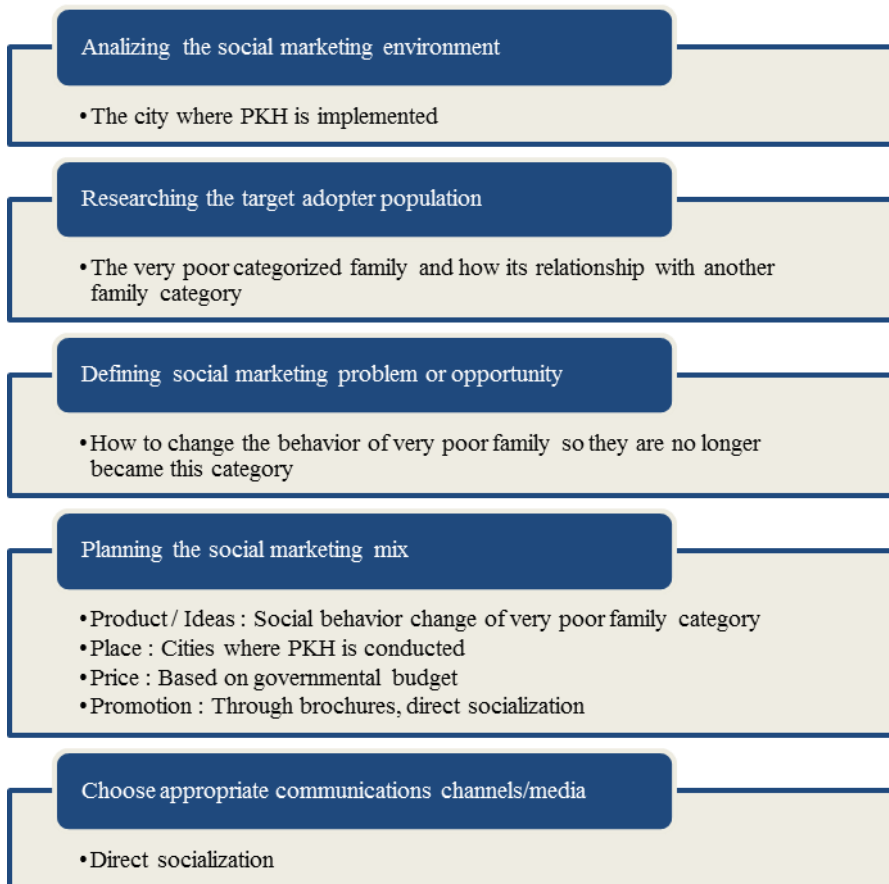 Analizing the social marketing environment
•The city where PKH is implemented
Researching the target adopter population
•The very poor categorized family and how its relationship with another
family category
Defining social marketing problem or opportunity
•How to change the behavior of very poor family so they are no longer
became this category
Planning the social marketing mix
•Product / Ideas : Social behavior change of very poor family category
•Place : Cities where PKH is conducted
•Price : Based on governmental budget
•Promotion : Through brochures, direct socialization
Choose appropriate communications channels/media
•Direct socialization